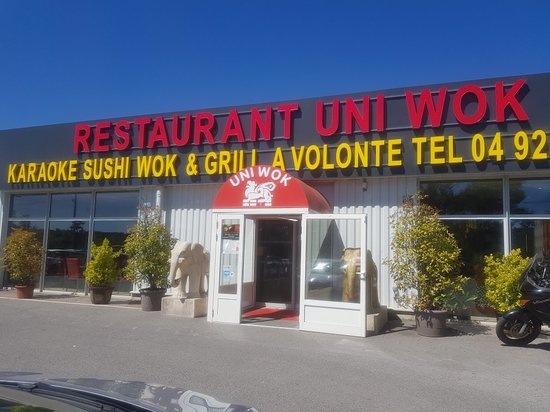 RESTAURANT UNI WOK
KARAOKE SUSHI WOK & GRILL A VOLONTE TEL 04 92
UNI WOK